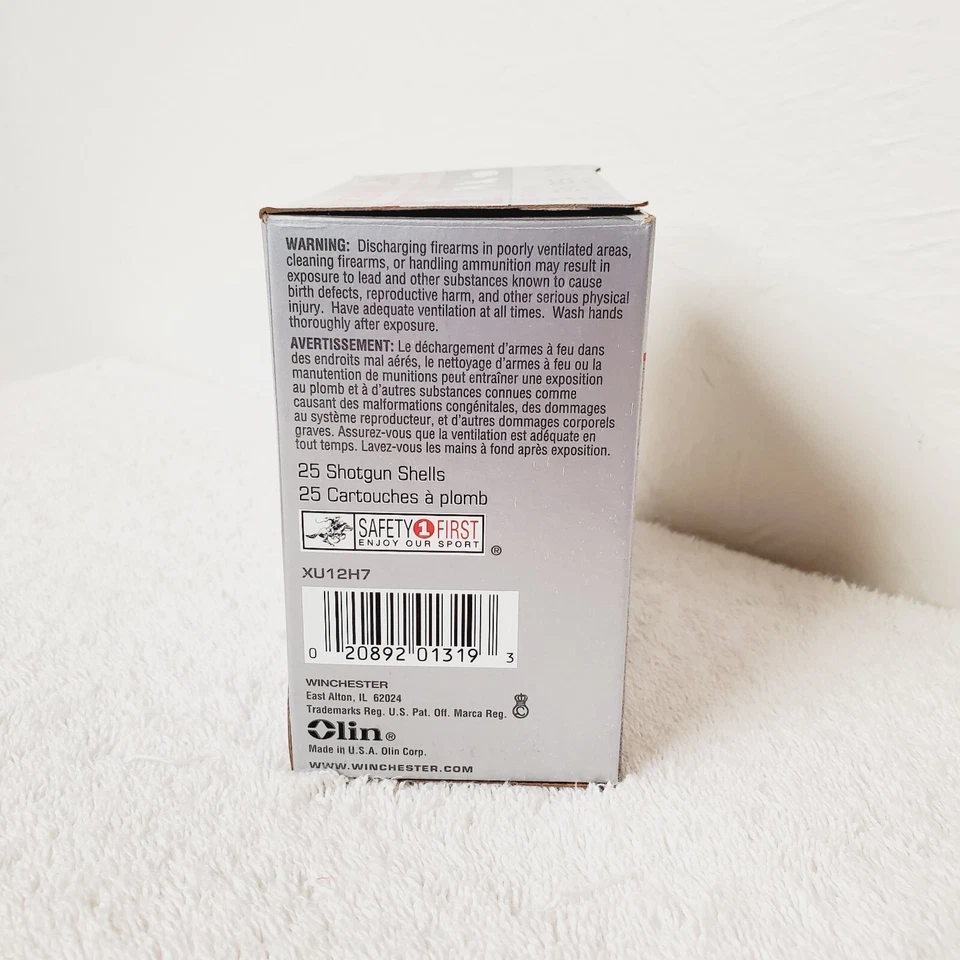 WARNING: Discharging firearms in poorly ventilated areas,
cleaning firearms, or handling ammunition may result in
exposure to lead and other substances known to cause
birth defects, reproductive harm, and other serious physical
injury. Have adequate ventilation at all times. Wash hands
thoroughly after exposure.
AVERTISSEMENT: Le déchargement d'armes à feu dans
des endroits mal aérés, le nettoyage d'armes à feu ou la
manutention de munitions peut entraîner une exposition
au plomb et à d'autres substances connues comme
causant des malformations congénitales, des dommages
au système reproducteur, et d'autres dommages corporels
graves. Assurez-vous que la ventilation est adéquate en
tout temps. Lavez-vous les mains à fond après exposition.
25 Shotgun Shells
25 Cartouches à plomb
SAFETY 1 FIRST
ENJOY OUR SPORT ®
XU12H7
0 20892 01319 3
WINCHESTER
East Alton, IL 62024
Trademarks Reg. U.S. Pat. Off. Marca Reg.
Olin ®
Made in U.S.A. Olin Corp.
WWW.WINCHESTER.COM